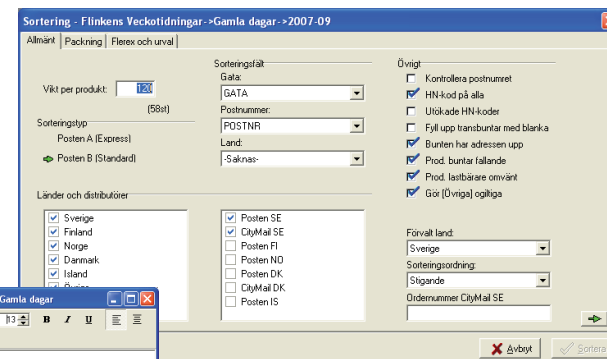 Sortering - Flinkens Veckotidningar->Gamla dagar->2007-09
Allmänt Packning Flerex och urval
Vikt per produkt: 120
(58st)
Sorteringstyp
Posten A (Express)
Posten B (Standard)
Sorteringsfält
Gata:
GATA
Postnummer:
POSTNR
Land:
-Saknas-
Övrigt
Kontrollera postnumret
HN-kod på alla
Utökade HN-koder
Fyll upp transbuntar med blanka
Bunten har adressen upp
Prod. buntar fallande
Prod. lastbärare omvänt
Gör (Övriga) ogiltiga
Länder och distributörer
Sverige
Finland
Norge
Danmark
Island
Övriga
Posten SE
CityMail SE
Posten FI
Posten NO
Posten DK
CityMail DK
Posten IS
Förvalt land:
Sverige
Sorteringsordning:
Stigande
Ordernummer CityMail SE
Gamla dagar
13 B I U
Avbryt Sortera